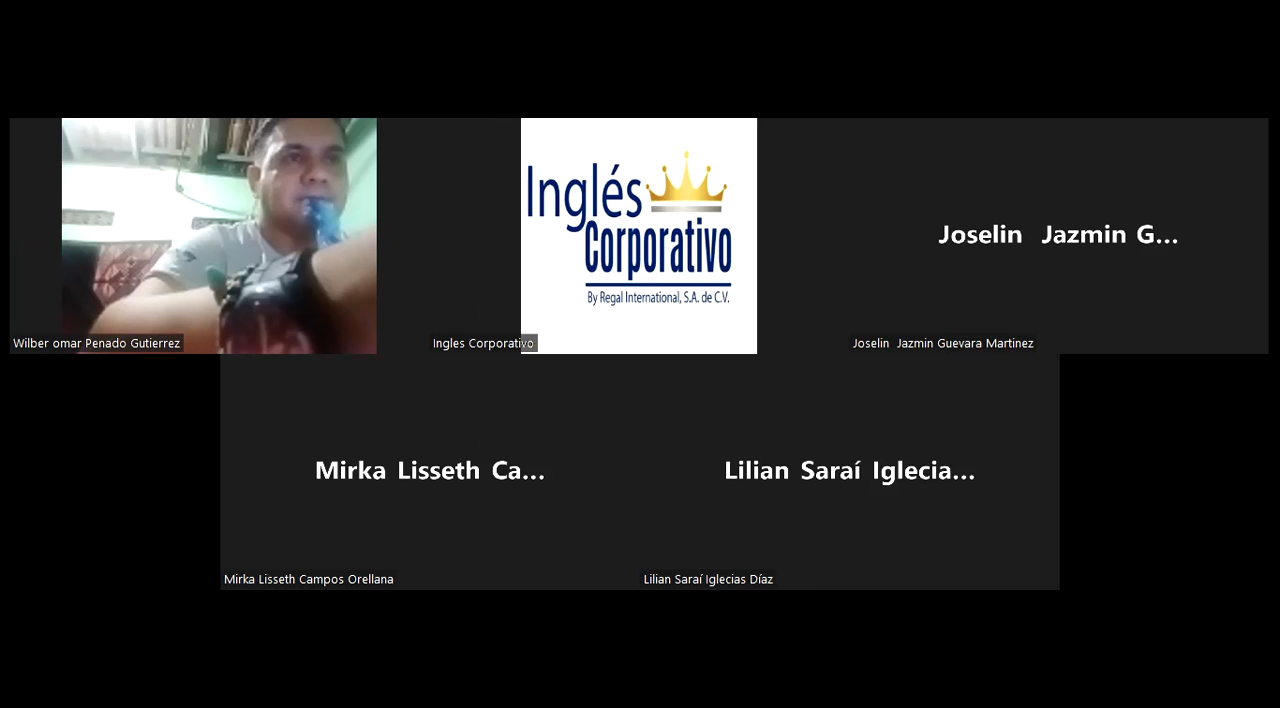 Inglés
Corporativo
By Regal International, S.A. de C.V.
Joselin Jazmin G...
Wilber omar Penado Gutierrez
Ingles Corporativo
Joselin Jazmin Guevara Martinez
Mirka Lisseth Ca...
Lilian Saraí Iglecia...
Mirka Lisseth Campos Orellana
Lilian Saraí Iglecias Díaz